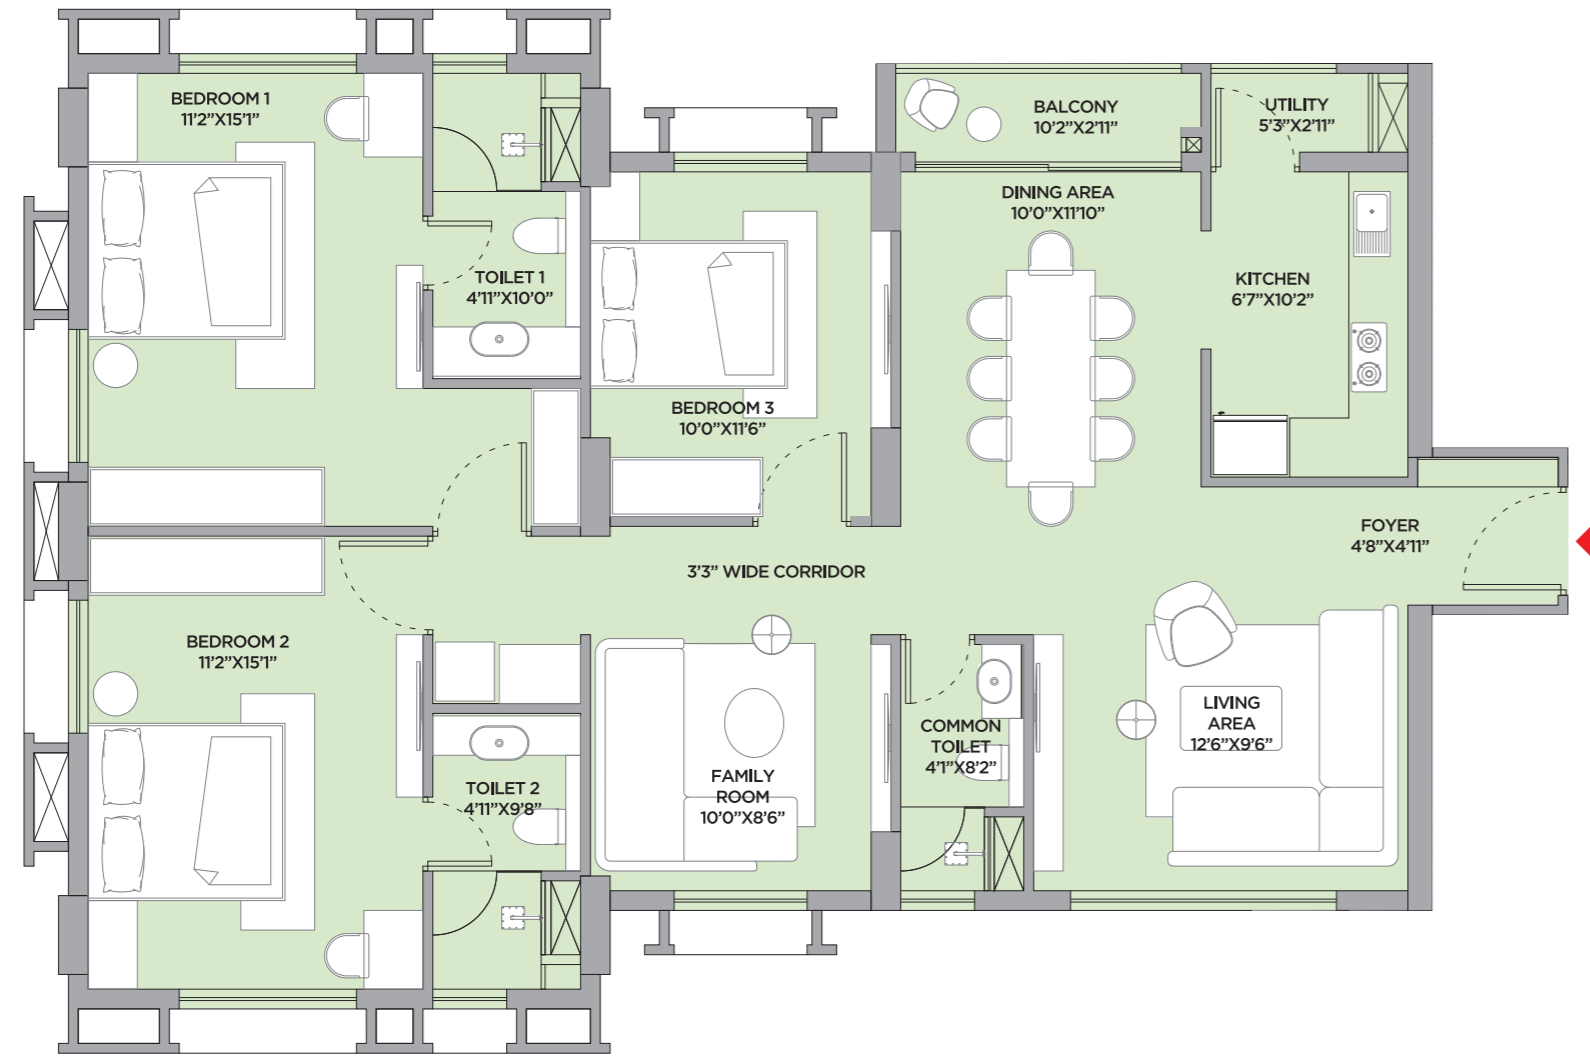 BEDROOM 1
11’2”X15’1”
BALCONY
10’2”X2’11”
UTILITY
5’3”X2’11”
DINING AREA
10’0”X11’10”
TOILET 1
4’11”X10’0”
KITCHEN
6’7”X10’2”
BEDROOM 3
10’0”X11’6”
FOYER
4’8”X4’11”
3’3” WIDE CORRIDOR
BEDROOM 2
11’2”X15’1”
LIVING
AREA
12’6”X9’6”
COMMON
TOILET
4’1”X8’2”
TOILET 2
4’11”X9’8”
FAMILY
ROOM
10’0”X8’6”